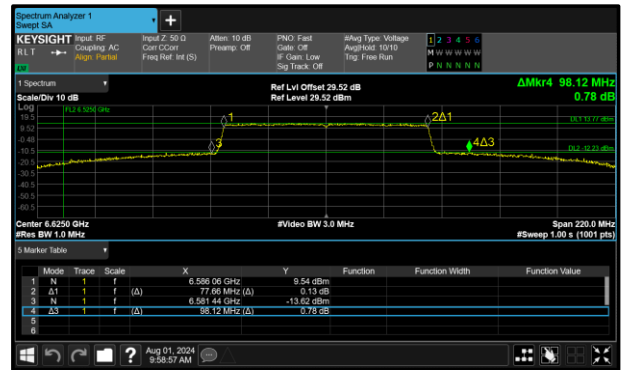 Spectrum Analyzer 1
Swept SA
+
KEYSIGHT Input: RF Input Z: 50 Ω Atten: 10 dB PNO: Fast #Avg Type: Voltage 1 2 3 4 5 6
RLT Coupling: AC Corr CCorr Preamp: Off Gate: Off Avg|Hold: 10/10 M W W W W W
Align: Partial Freq Ref: Int (S) IF Gain: Low Trig: Free Run
Sig Track: Off P N N N N N
LW
1 Spectrum Ref Lvl Offset 29.52 dB ΔMkr4 98.12 MHz
Scale/Div 10 dB Ref Level 29.52 dBm 0.78 dB
Log
FL2 6.5250 GHz
19.5 1 2Δ1 DL1 13.77 dBm
9.52
-0.48
-10.5 3 4Δ3 DL2 -12.23 dBm
-20.5
-30.5
-40.5
-50.5
-60.5
Center 6.6250 GHz #Video BW 3.0 MHz Span 220.0 MHz
#Res BW 1.0 MHz #Sweep 1.00 s (1001 pts)
5 Marker Table
Mode Trace Scale X Y Function Function Width Function Value
1 N 1 f 6.586 06 GHz 9.54 dBm
2 Δ1 1 f (Δ) 77.66 MHz (Δ) 0.13 dB
3 N 1 f 6.581 44 GHz -13.62 dBm
4 Δ3 1 f (Δ) 98.12 MHz (Δ) 0.78 dB
5
6
? Aug 01, 2024
9:58:57 AM